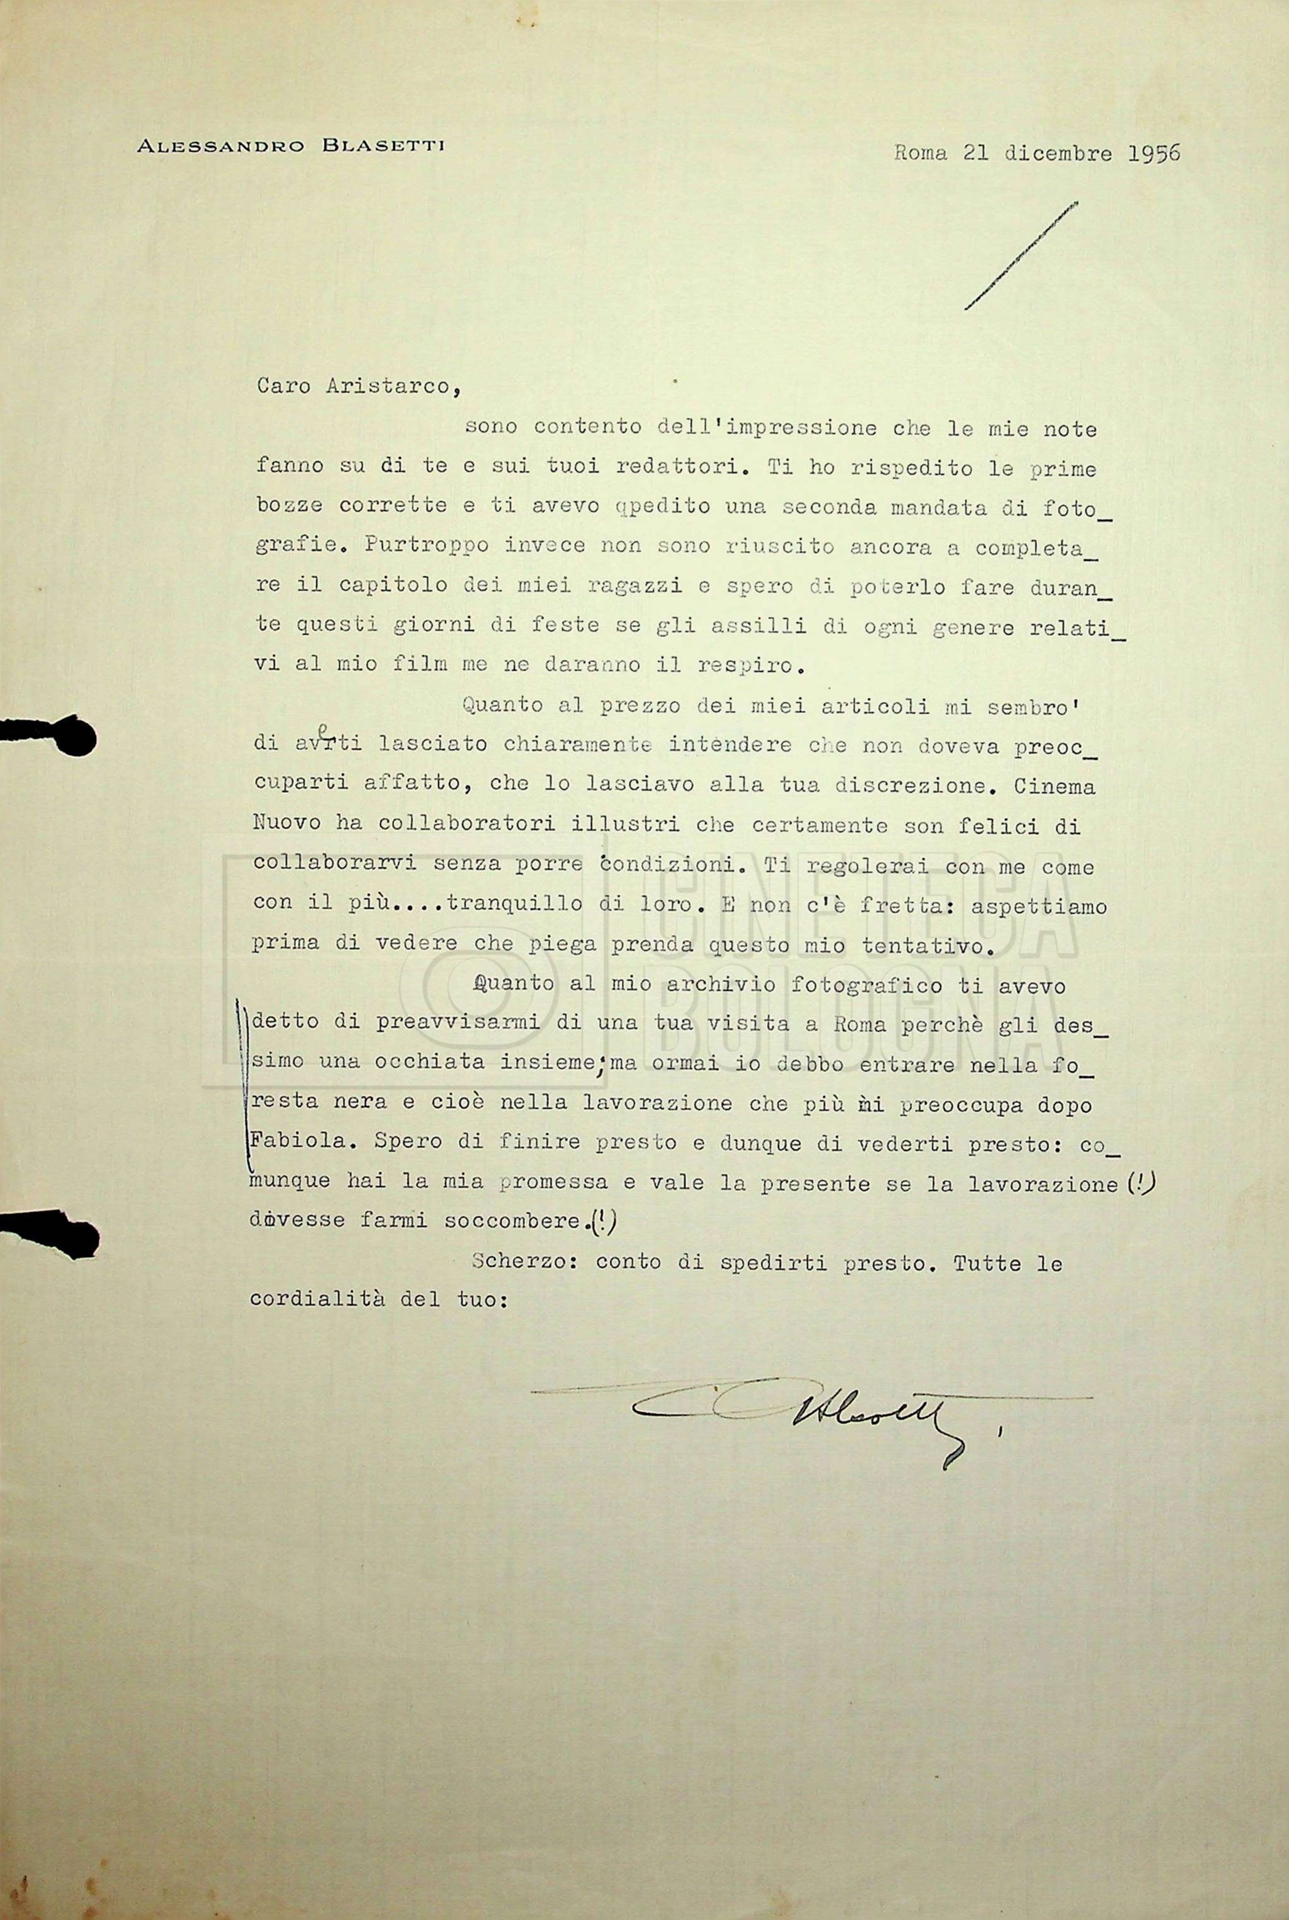 ALESSANDRO BLASETTI
Roma 21 dicembre 1956
Caro Aristarco,
sono contento dell'impressione che le mie note
fanno su di te e sui tuoi redattori. Ti ho rispedito le prime
bozze corrette e ti avevo qpedito una seconda mandata di foto_
grafie. Purtroppo invece non sono riuscito ancora a completa_
re il capitolo dei miei ragazzi e spero di poterlo fare duran_
te questi giorni di feste se gli assilli di ogni genere relati_
vi al mio film me ne daranno il respiro.
Quanto al prezzo dei miei articoli mi sembro'
di averti lasciato chiaramente intendere che non doveva preoc_
cuparti affatto, che lo lasciavo alla tua discrezione. Cinema
Nuovo ha collaboratori illustri che certamente son felici di
collaborarvi senza porre condizioni. Ti regolerai con me come
con il più....tranquillo di loro. E non c'è fretta: aspettiamo
prima di vedere che piega prenda questo mio tentativo.
Quanto al mio archivio fotografico ti avevo
detto di preavvisarmi di una tua visita a Roma perchè gli des_
simo una occhiata insieme; ma ormai io debbo entrare nella fo_
resta nera e cioè nella lavorazione che più mi preoccupa dopo
Fabiola. Spero di finire presto e dunque di vederti presto: co_
munque hai la mia promessa e vale la presente se la lavorazione (!)
dovesse farmi soccombere.(!)
Scherzo: conto di spedirti presto. Tutte le
cordialità del tuo:
Blasetti
CINETECA
BOLOGNA